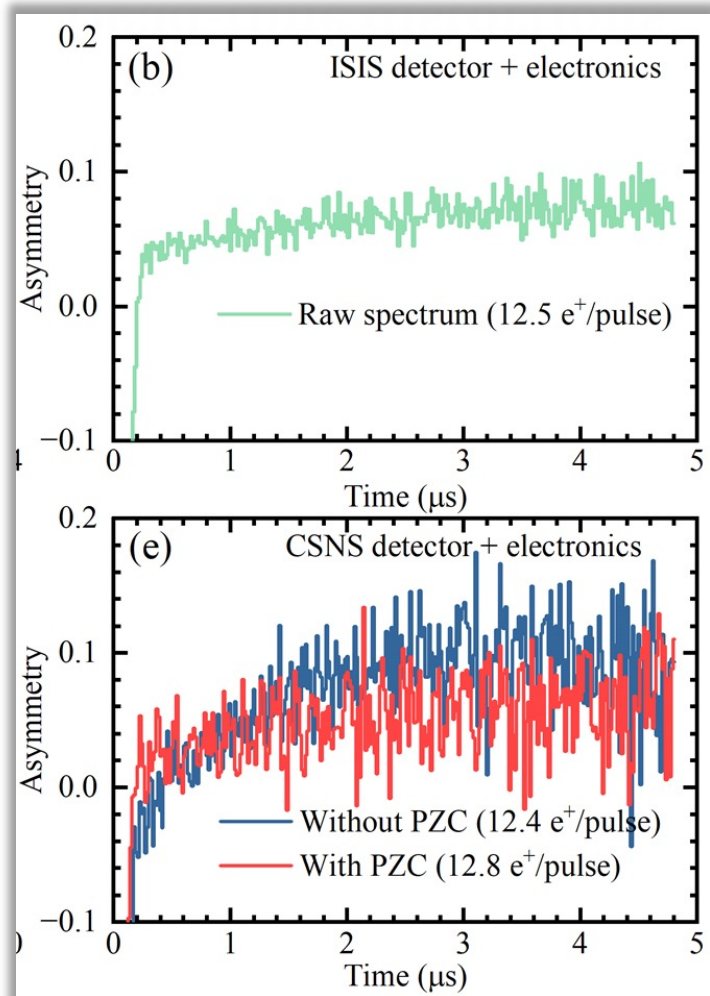 0.2
(b)
ISIS detector + electronics
0.1
Asymmetry
0.0
Raw spectrum (12.5 e⁺/pulse)
−0.1
4
0 1 2 3 4 5
Time (μs)
0.2
(e)
CSNS detector + electronics
0.1
Asymmetry
0.0
Without PZC (12.4 e⁺/pulse)
With PZC (12.8 e⁺/pulse)
−0.1
0
0 1 2 3 4 5
Time (μs)